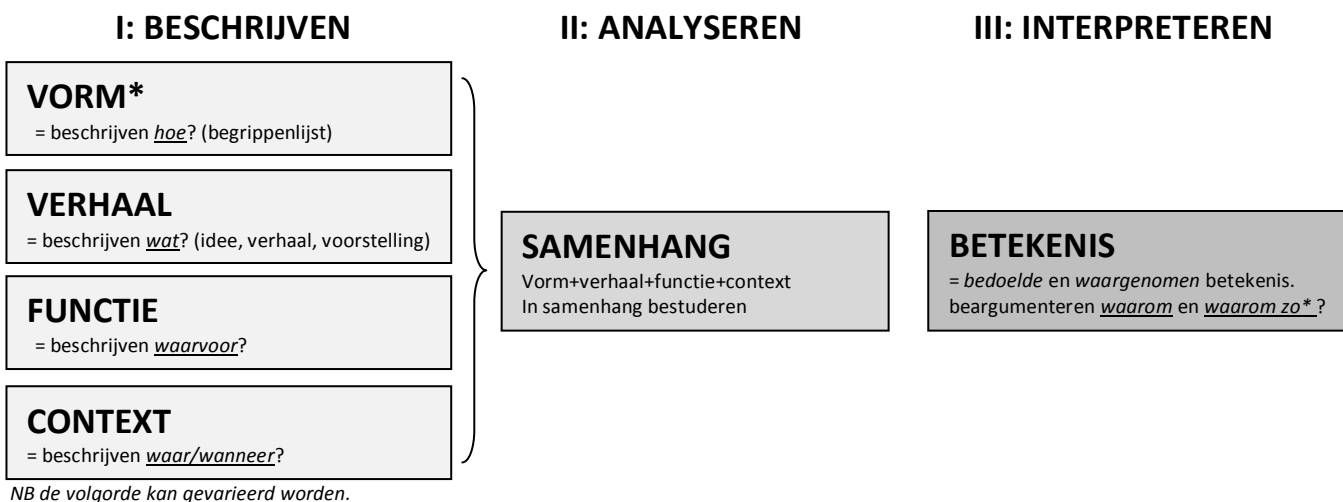 I: BESCHRIJVEN
VORM*
= beschrijven hoe? (begrippenlijst)
VERHAAL
= beschrijven wat? (idee, verhaal, voorstelling)
FUNCTIE
= beschrijven waarvoor?
CONTEXT
= beschrijven waar/wanneer?
NB de volgorde kan gevarieerd worden.
II: ANALYSEREN
SAMENHANG
Vorm+verhaal+functie+context
In samenhang bestuderen
III: INTERPRETEREN
BETEKENIS
= bedoelde en waargenomen betekenis.
beargumenteren waarom en waarom zo* ?